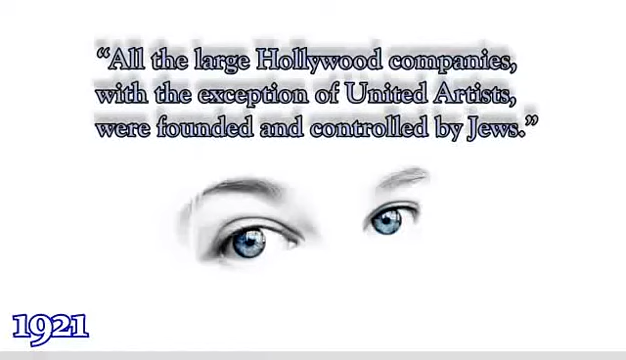 “All the large Hollywood companies,
with the exception of United Artists,
were founded and controlled by Jews.”
1921